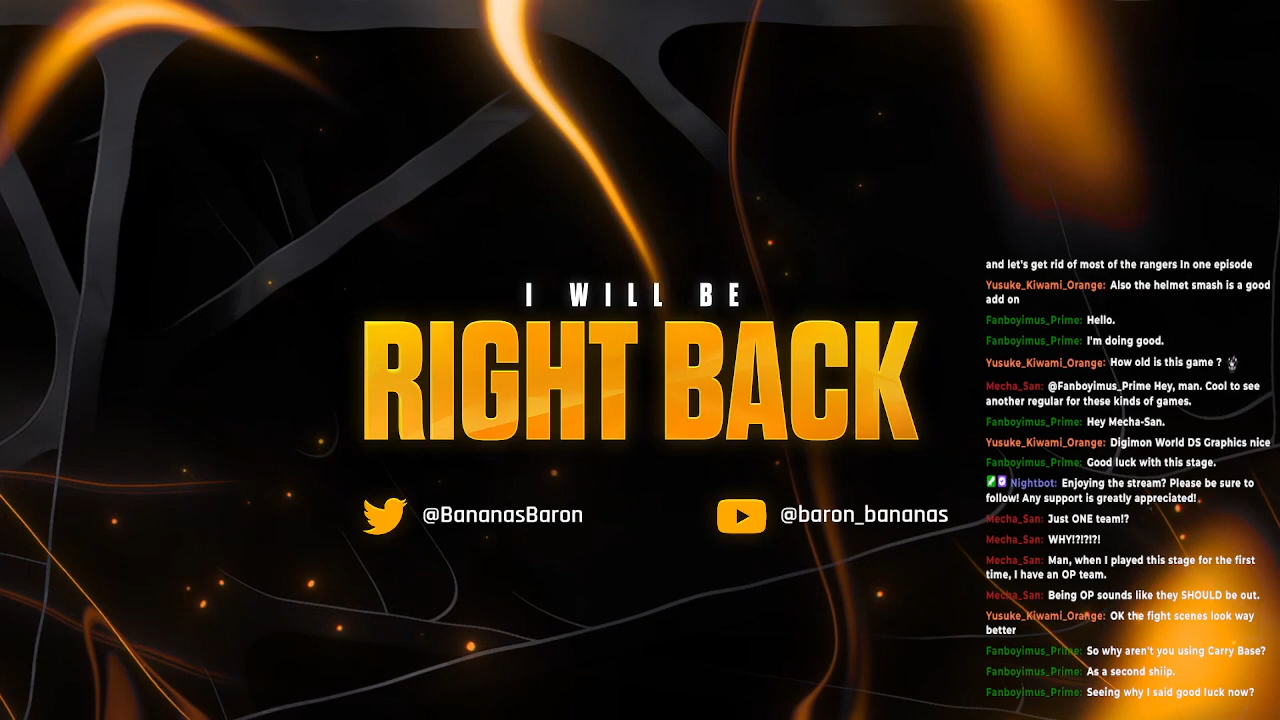 I WILL BE
RIGHT BACK
@BananasBaron
@baron_bananas
and let's get rid of most of the rangers In one episode
Yusuke_Kiwami_Orange: Also the helmet smash is a good
add on
Fanboyimus_Prime: Hello.
Fanboyimus_Prime: I'm doing good.
Yusuke_Kiwami_Orange: How old is this game ?
Mecha_San: @Fanboyimus_Prime Hey, man. Cool to see
another regular for these kinds of games.
Fanboyimus_Prime: Hey Mecha-San.
Yusuke_Kiwami_Orange: Digimon World DS Graphics nice
Fanboyimus_Prime: Good luck with this stage.
Nightbot: Enjoying the stream? Please be sure to
follow! Any support is greatly appreciated!
Mecha_San: Just ONE team!?
Mecha_San: WHY!?!?!?!
Mecha_San: Man, when I played this stage for the first
time, I have an OP team.
Mecha_San: Being OP sounds like they SHOULD be out.
Yusuke_Kiwami_Orange: OK the fight scenes look way
better
Fanboyimus_Prime: So why aren't you using Carry Base?
Fanboyimus_Prime: As a second shiip.
Fanboyimus_Prime: Seeing why I said good luck now?